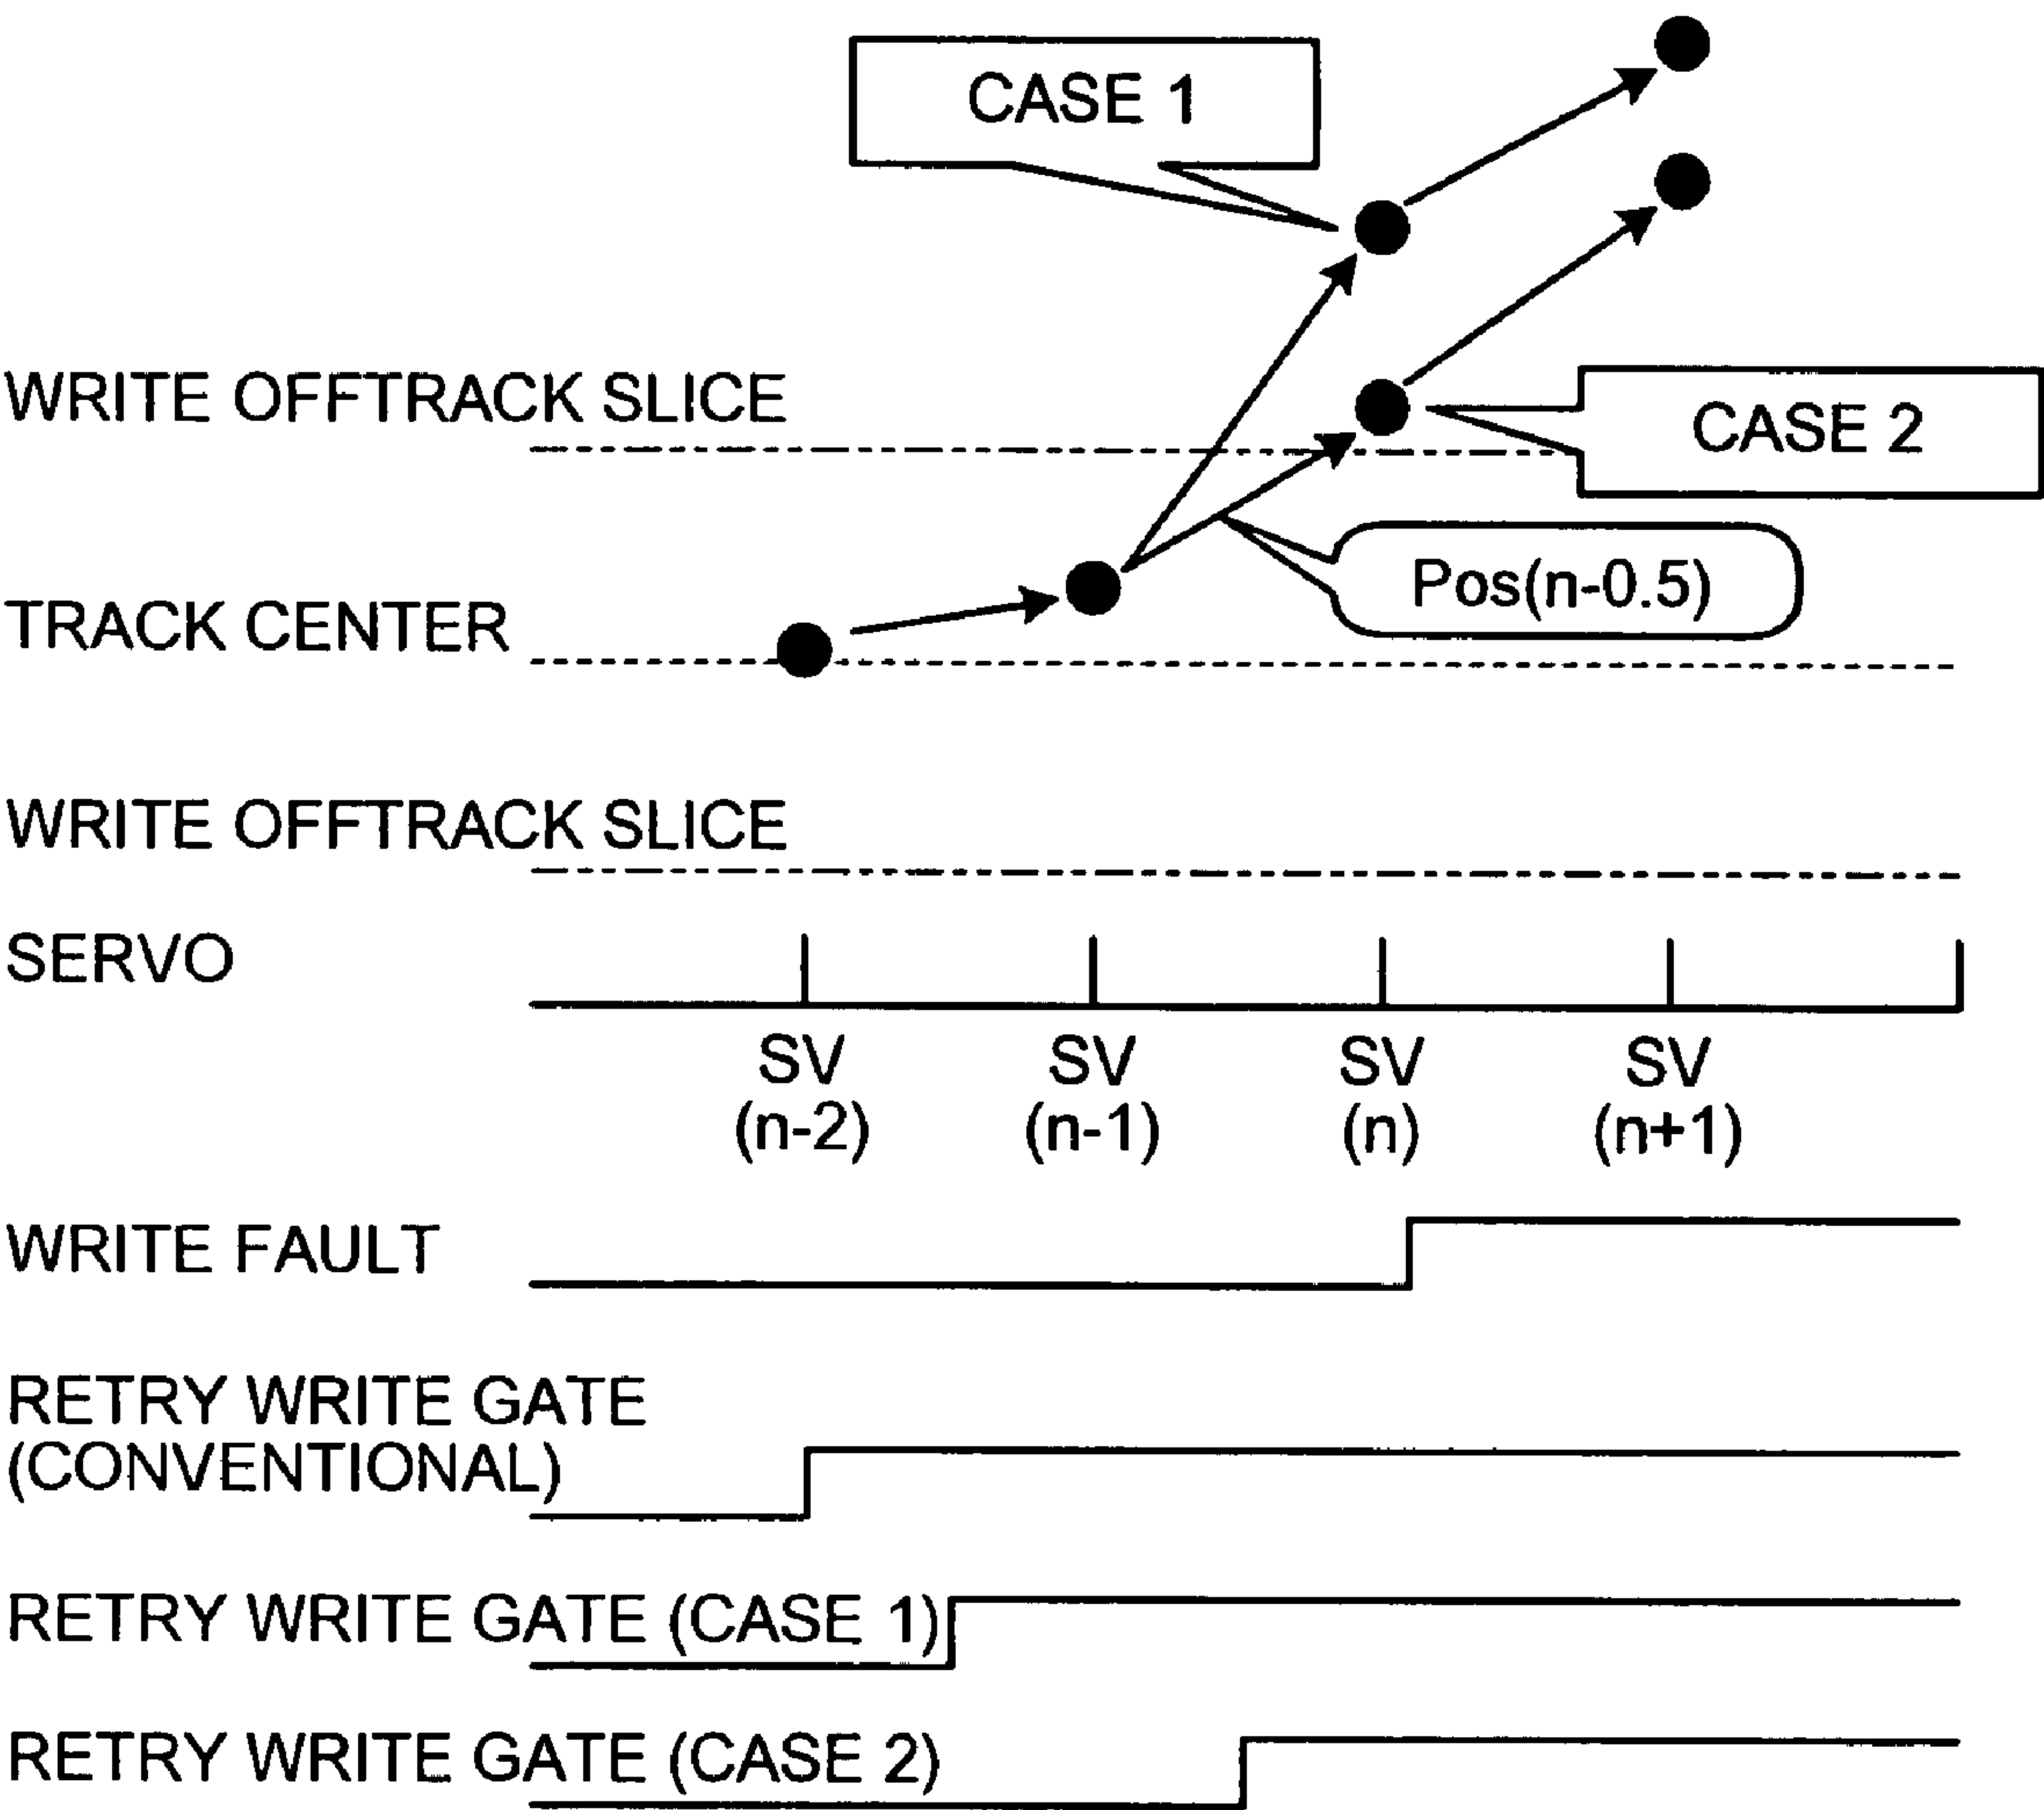 CASE 1
WRITE OFFTRACK SLICE
CASE 2
Pos(n-0.5)
TRACK CENTER
WRITE OFFTRACK SLICE
SERVO
SV SV SV SV
(n-2) (n-1) (n) (n+1)
WRITE FAULT
RETRY WRITE GATE
(CONVENTIONAL)
RETRY WRITE GATE (CASE 1)
RETRY WRITE GATE (CASE 2)